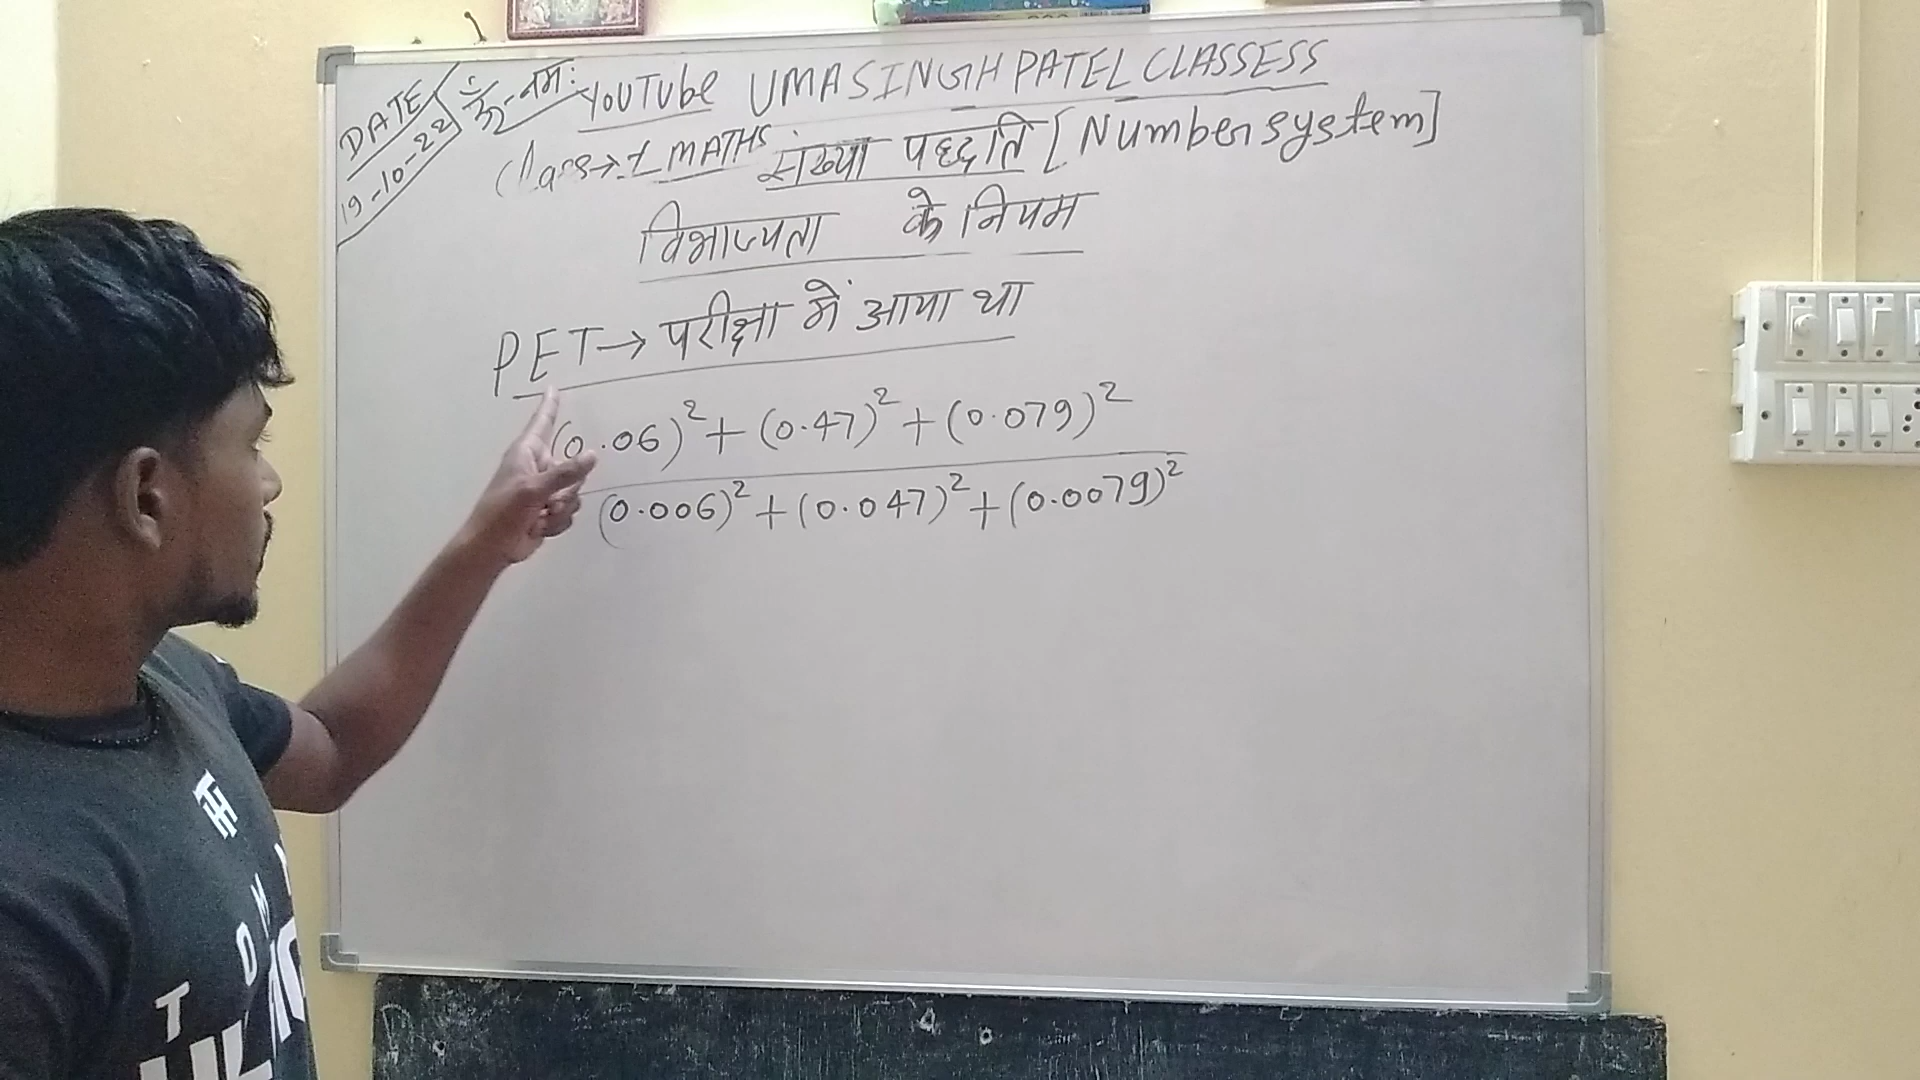 DATE
19-10-22
ॐ-नमः
YOUTUbe UMASINGH PATEL CLASSESS
Class→1 MATHS संख्या पद्धति [Number system]
विभाज्यता के नियम
PET→ परीक्षा में आया था
(0.06)²+(0.47)²+(0.079)²
(0.006)²+(0.047)²+(0.0079)²
TH